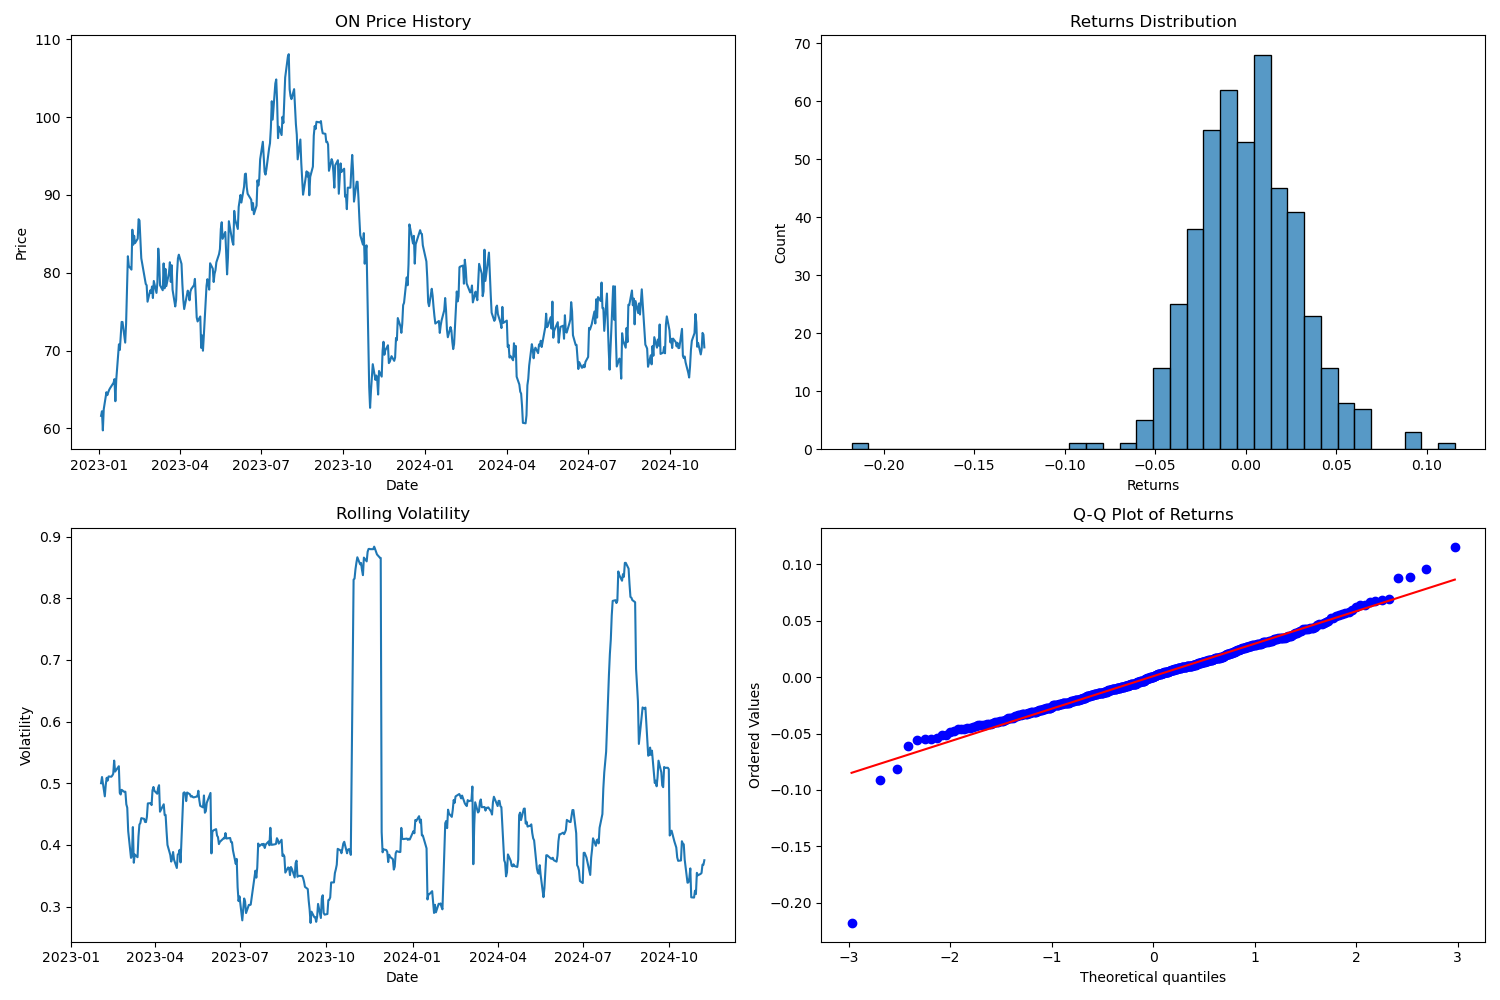 ON Price History
110
100
90
80
70
60
Price
2023-01 2023-04 2023-07 2023-10 2024-01 2024-04 2024-07 2024-10
Date
Returns Distribution
70
60
50
40
30
20
10
0
Count
−0.20 −0.15 −0.10 −0.05 0.00 0.05 0.10
Returns
Rolling Volatility
0.9
0.8
0.7
0.6
0.5
0.4
0.3
Volatility
2023-01 2023-04 2023-07 2023-10 2024-01 2024-04 2024-07 2024-10
Date
Q-Q Plot of Returns
0.10
0.05
0.00
−0.05
−0.10
−0.15
−0.20
Ordered Values
−3 −2 −1 0 1 2 3
Theoretical quantiles